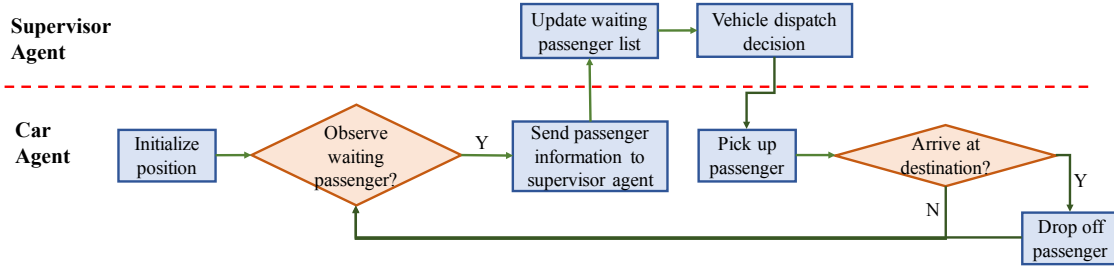 Supervisor
Agent
Update waiting
passenger list
Vehicle dispatch
decision
Car
Agent
Initialize
position
Observe
waiting
passenger?
Y
Send passenger
information to
supervisor agent
Pick up
passenger
Arrive at
destination?
Y
N
Drop off
passenger